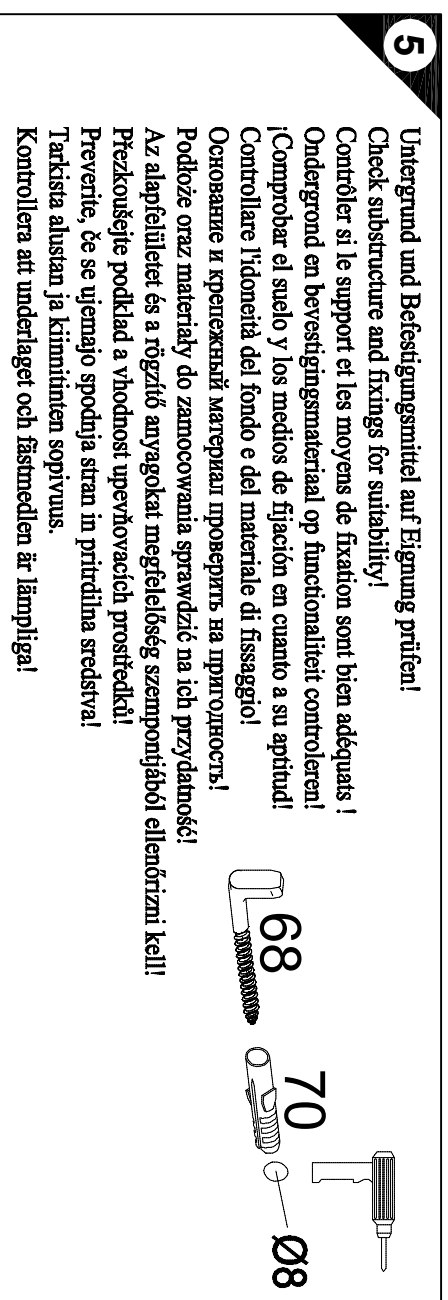 5
Untergrund und Befestigungsmittel auf Eignung prüfen!
Check substructure and fixings for suitability!
Contrôler si le support et les moyens de fixation sont bien adéquats !
Ondergrond en bevestigingsmateriaal op functionaliteit controleren!
¡Comprobar el suelo y los medios de fijación en cuanto a su aptitud!
Controllare l'idoneità del fondo e del materiale di fissaggio!
Основание и крепежный материал проверить на пригодность!
Podłoże oraz materiały do zamocowania sprawdzić na ich przydatność!
Az alapfelületet és a rögzítő anyagokat megfelelőség szempontjából ellenőrizni kell!
Přezkoušejte podklad a vhodnost upevňovacích prostředků!
Preverite, če se ujemajo spodnja stran in pritrdilna sredstva!
Tarkista alustan ja kiinnitinten sopivuus.
Kontrollera att underlaget och fästmedlen är lämpliga!
68
70
Ø8